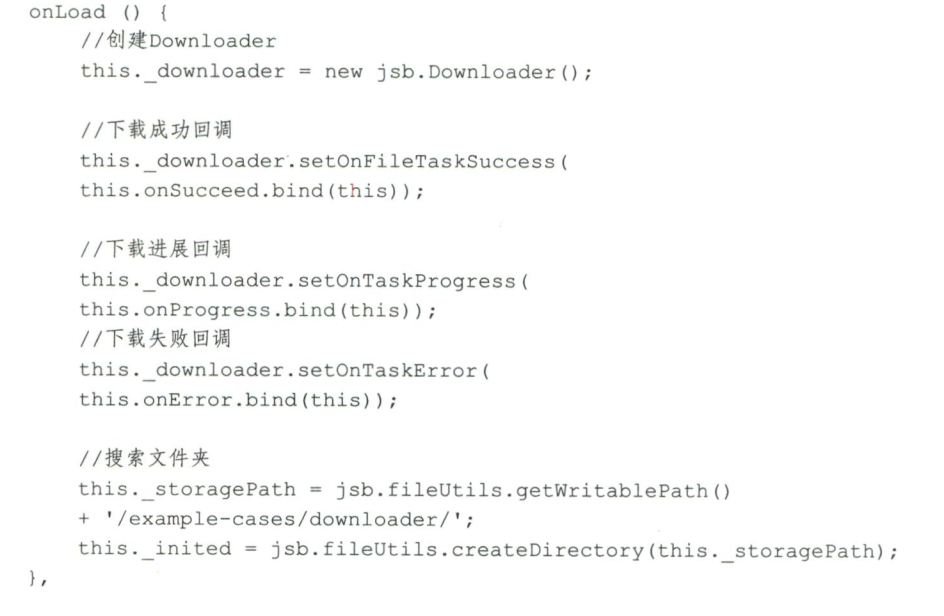 onLoad () {
//创建Downloader
this._downloader = new jsb.Downloader();
//下载成功回调
this._downloader.setOnFileTaskSuccess(
this.onSucceed.bind(this));
//下载进展回调
this._downloader.setOnTaskProgress(
this.onProgress.bind(this));
//下载失败回调
this._downloader.setOnTaskError(
this.onError.bind(this));
//搜索文件夹
this._storagePath = jsb.fileUtils.getWritablePath()
+ '/example-cases/downloader/';
this._inited = jsb.fileUtils.createDirectory(this._storagePath);
},